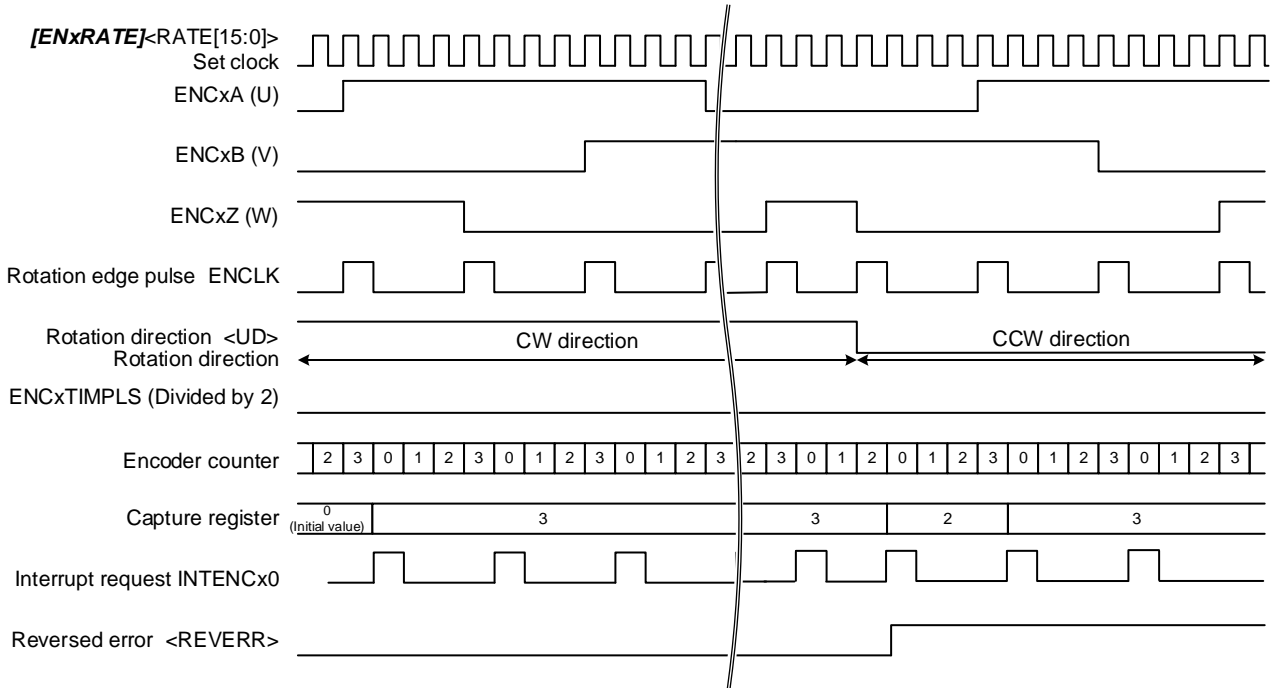 [ENxRATE]<RATE[15:0]>
Set clock
ENCxA (U)
ENCxB (V)
ENCxZ (W)
Rotation edge pulse ENCLK
Rotation direction <UD>
CW direction
CCW direction
Rotation direction
ENCxTIMPLS (Divided by 2)
Encoder counter 2 3 0 1 2 3 0 1 2 3 0 1 2 3 2 3 0 1 2 0 1 2 3 0 1 2 3 0 1 2 3
Capture register 0 3 3 2 3
(Initial value)
Interrupt request INTENCx0
Reversed error <REVERR>